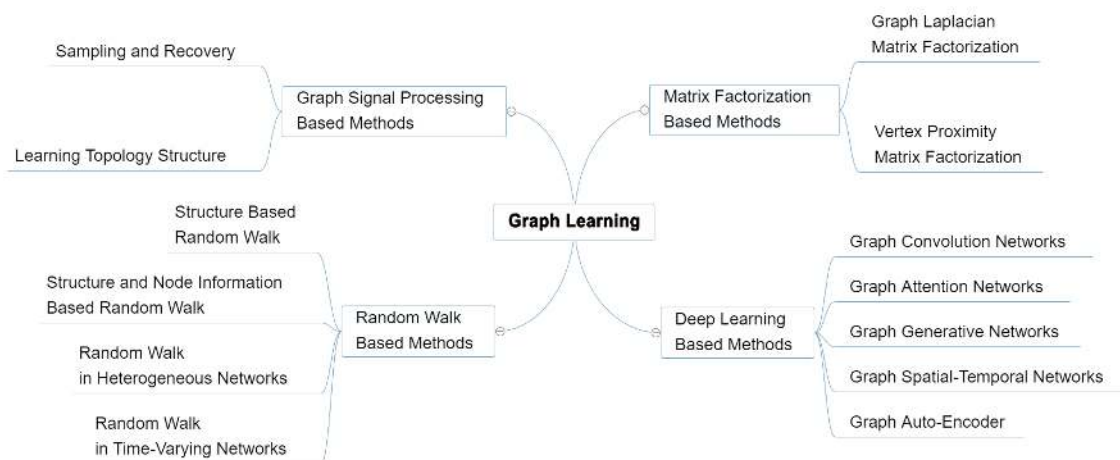 Sampling and Recovery
Graph Signal Processing
Based Methods
Learning Topology Structure
Graph Laplacian
Matrix Factorization
Matrix Factorization
Based Methods
Vertex Proximity
Matrix Factorization
Graph Learning
Structure Based
Random Walk
Structure and Node Information
Based Random Walk
Random Walk
Based Methods
Random Walk
in Heterogeneous Networks
Random Walk
in Time-Varying Networks
Graph Convolution Networks
Graph Attention Networks
Deep Learning
Based Methods
Graph Generative Networks
Graph Spatial-Temporal Networks
Graph Auto-Encoder